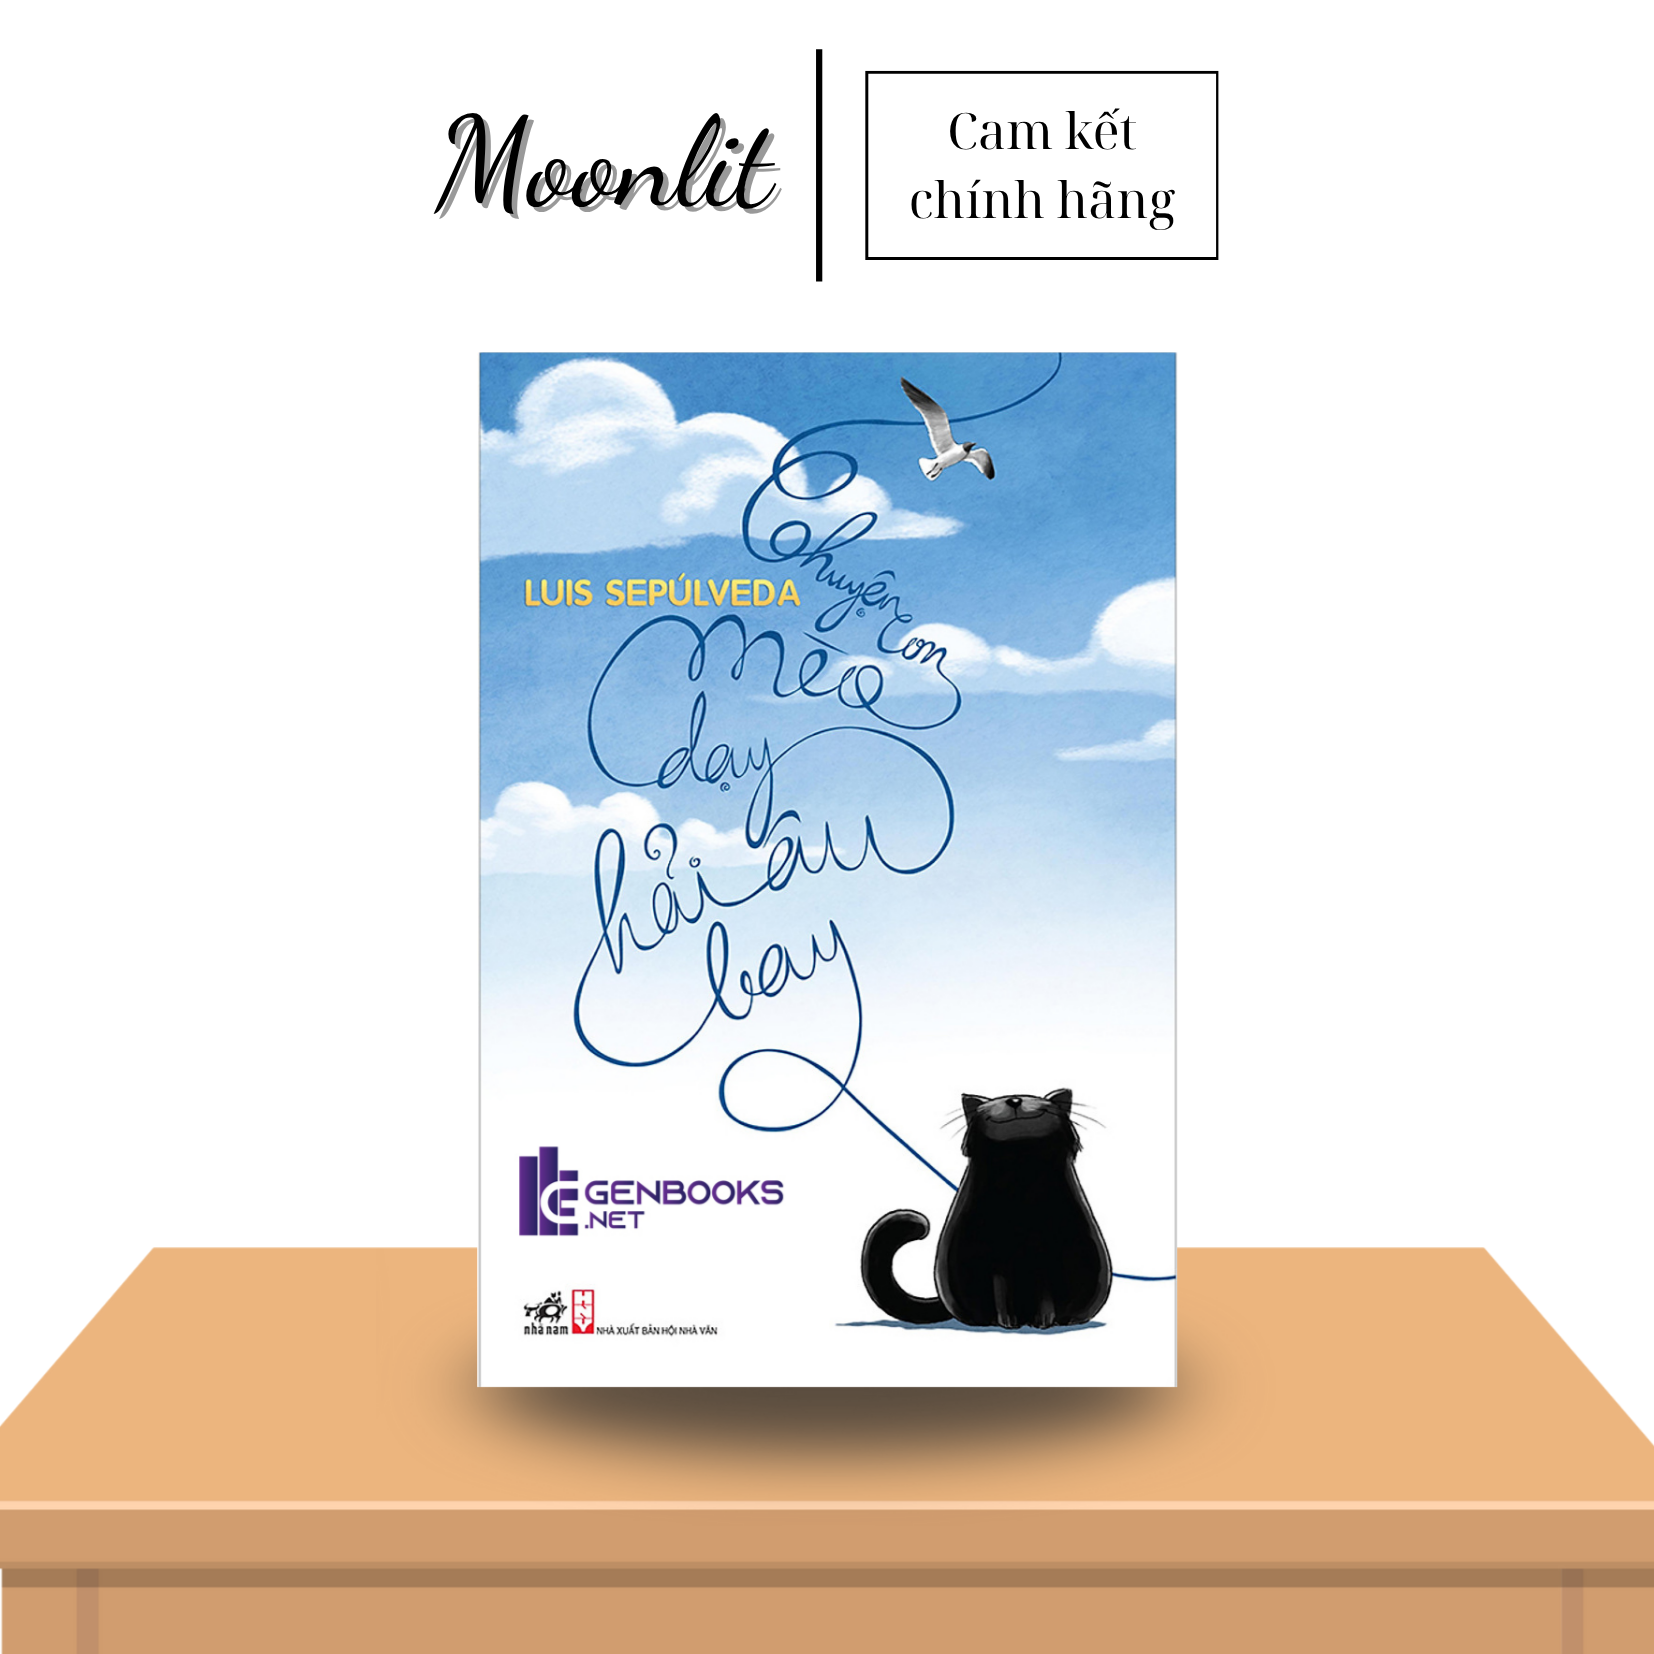 Moonlit
Cam kết
chính hãng
Chuyện con
LUIS SEPÚLVEDA
mèo
dạy
hải âu
bay
GENBOOKS
.NET
nhã nam
NHÀ XUẤT BẢN HỘI NHÀ VĂN